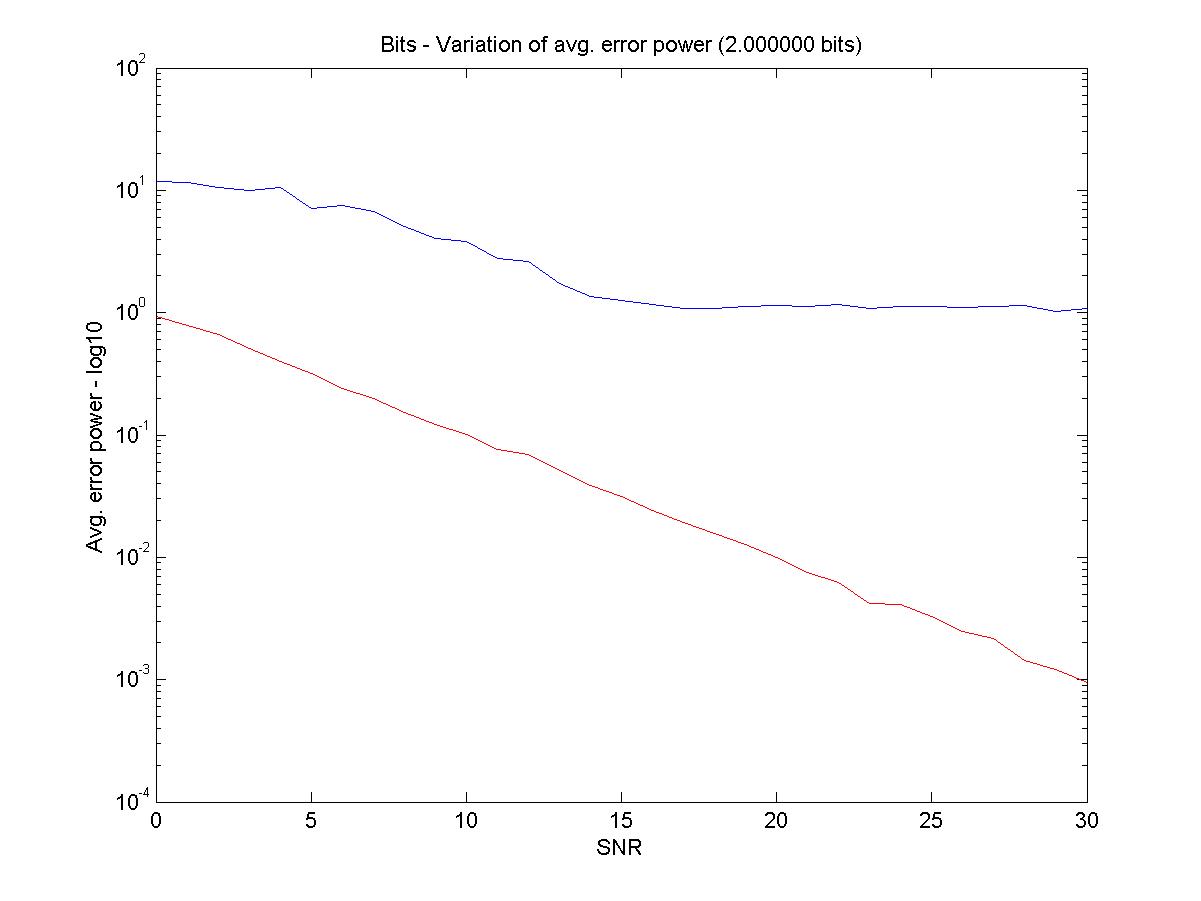 Bits - Variation of avg. error power (2.000000 bits)
10^2
10^1
10^0
10^-1
10^-2
10^-3
10^-4
Avg. error power - log10
0 5 10 15 20 25 30
SNR